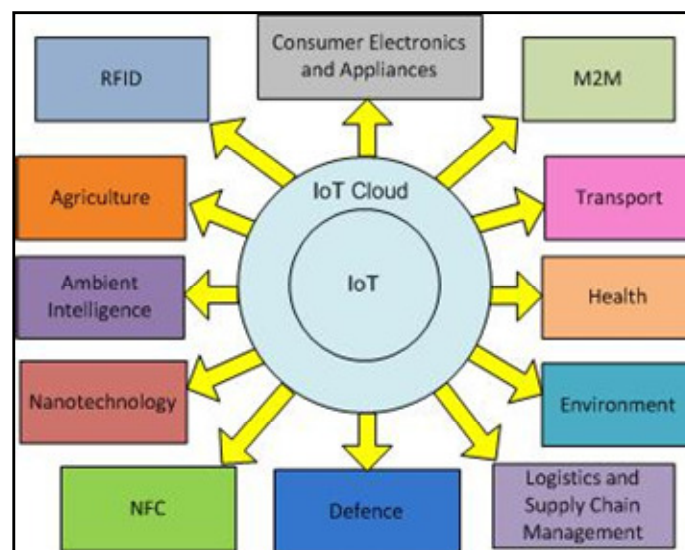 Consumer Electronics
and Appliances
RFID
M2M
IoT Cloud
Agriculture
Transport
Ambient
Intelligence
IoT
Health
Nanotechnology
Environment
NFC
Defence
Logistics and
Supply Chain
Management